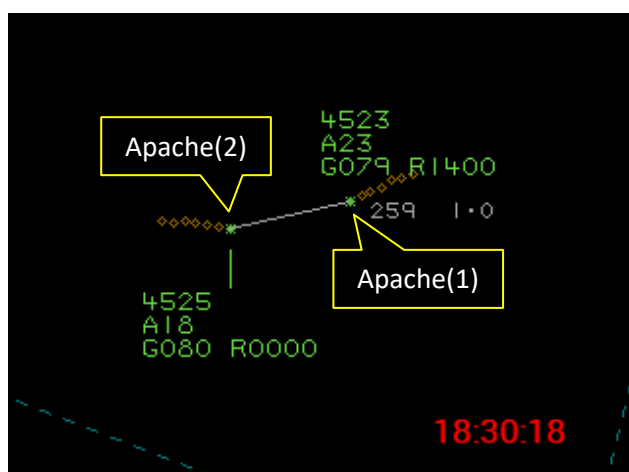 4523
A23
G079 R1400
Apache(2)
259 1·0
Apache(1)
4525
A18
G080 R0000
18:30:18